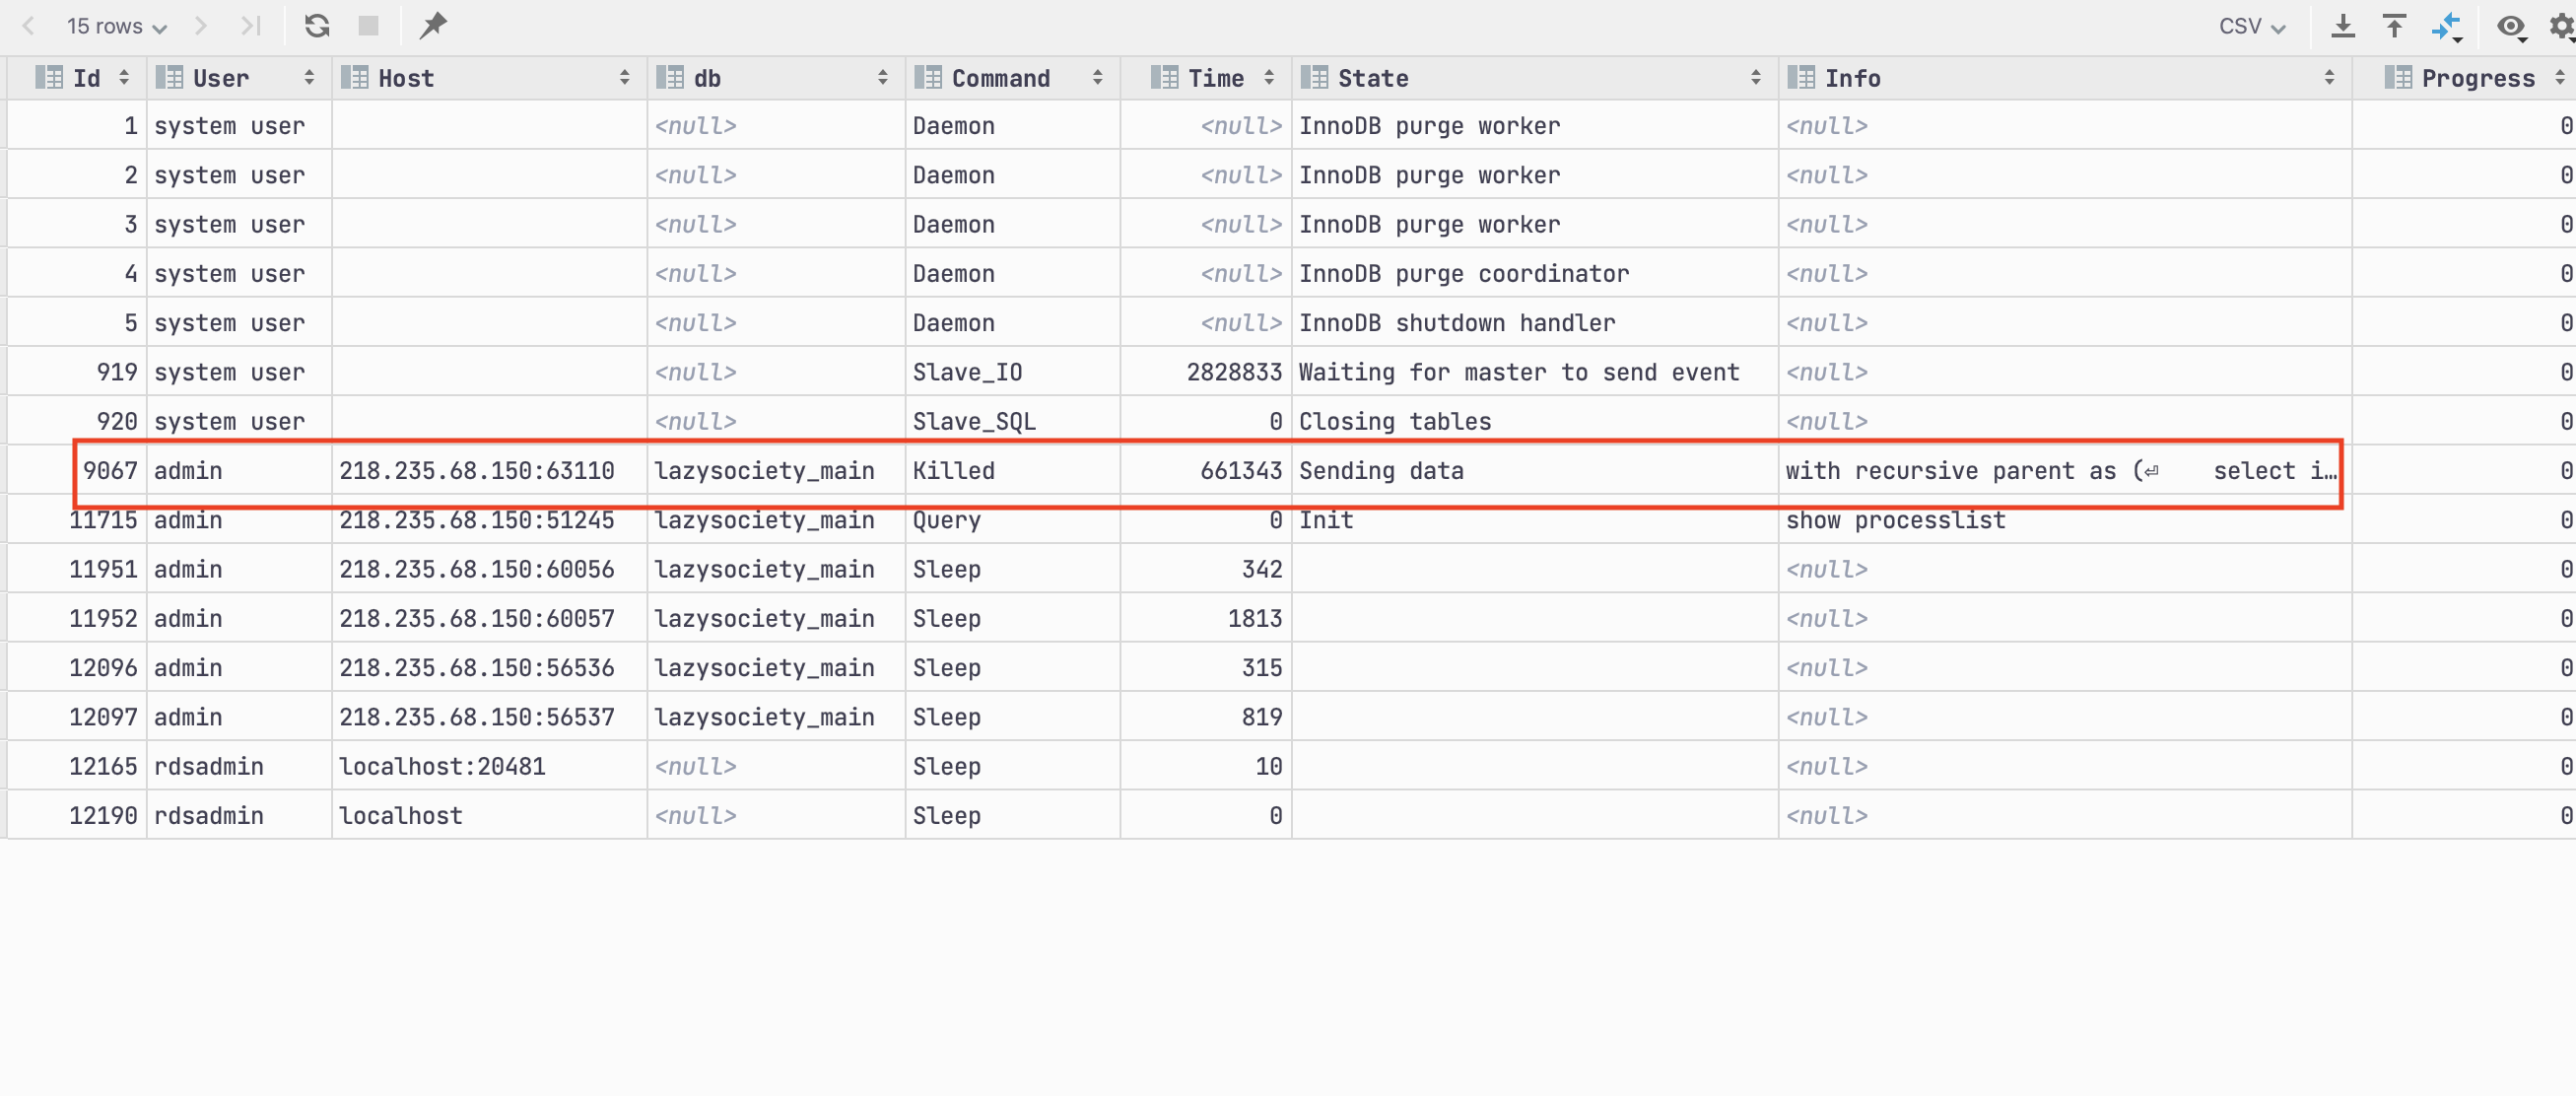 15 rows CSV
Id User Host db Command Time State Info Progress
1 system user <null> Daemon <null> InnoDB purge worker <null> 0
2 system user <null> Daemon <null> InnoDB purge worker <null> 0
3 system user <null> Daemon <null> InnoDB purge worker <null> 0
4 system user <null> Daemon <null> InnoDB purge coordinator <null> 0
5 system user <null> Daemon <null> InnoDB shutdown handler <null> 0
919 system user <null> Slave_IO 2828833 Waiting for master to send event <null> 0
920 system user <null> Slave_SQL 0 Closing tables <null> 0
9067 admin 218.235.68.150:63110 lazysociety_main Killed 661343 Sending data with recursive parent as (⏎ select i… 0
11715 admin 218.235.68.150:51245 lazysociety_main Query 0 Init show processlist 0
11951 admin 218.235.68.150:60056 lazysociety_main Sleep 342 <null> 0
11952 admin 218.235.68.150:60057 lazysociety_main Sleep 1813 <null> 0
12096 admin 218.235.68.150:56536 lazysociety_main Sleep 315 <null> 0
12097 admin 218.235.68.150:56537 lazysociety_main Sleep 819 <null> 0
12165 rdsadmin localhost:20481 <null> Sleep 10 <null> 0
12190 rdsadmin localhost <null> Sleep 0 <null> 0